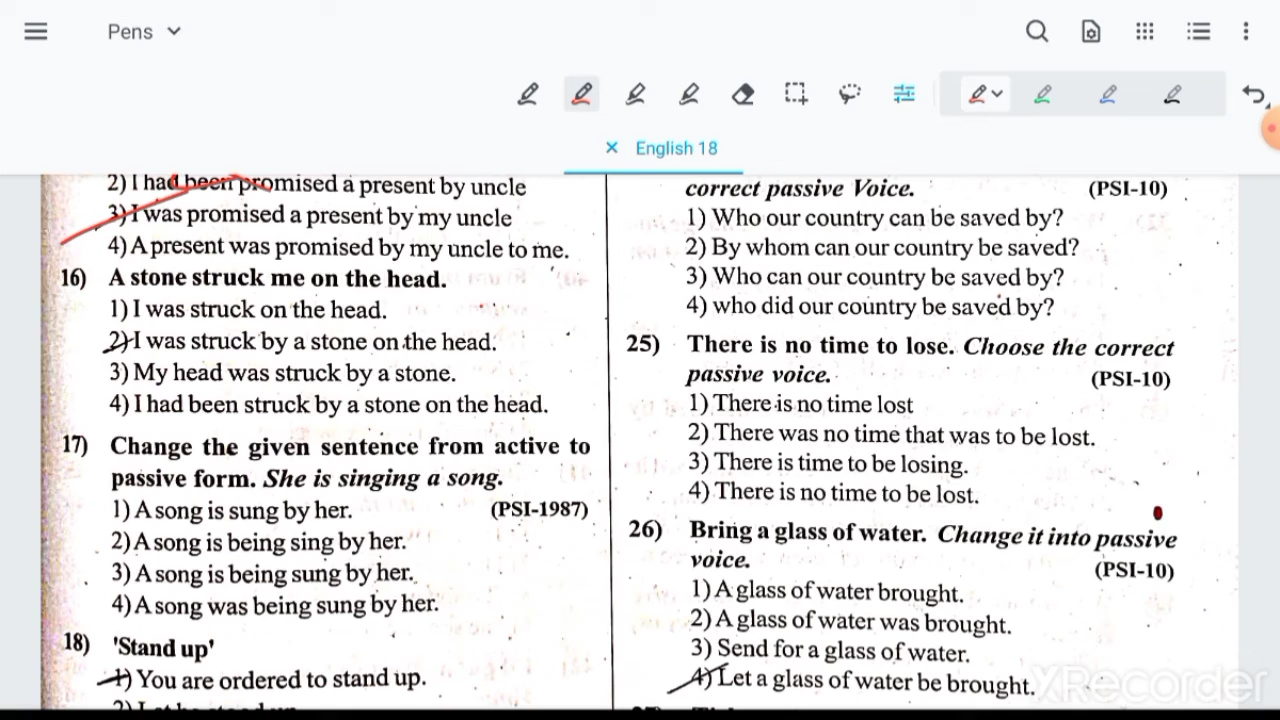 Pens
English 18
2) I had been promised a present by uncle
3) I was promised a present by my uncle
4) A present was promised by my uncle to me.
16) A stone struck me on the head.
1) I was struck on the head.
2) I was struck by a stone on the head.
3) My head was struck by a stone.
4) I had been struck by a stone on the head.
17) Change the given sentence from active to
passive form. She is singing a song.
1) A song is sung by her. (PSI-1987)
2) A song is being sing by her.
3) A song is being sung by her.
4) A song was being sung by her.
18) 'Stand up'
1) You are ordered to stand up.
correct passive Voice. (PSI-10)
1) Who our country can be saved by?
2) By whom can our country be saved?
3) Who can our country be saved by?
4) who did our country be saved by?
25) There is no time to lose. Choose the correct
passive voice. (PSI-10)
1) There is no time lost
2) There was no time that was to be lost.
3) There is time to be losing.
4) There is no time to be lost.
26) Bring a glass of water. Change it into passive
voice. (PSI-10)
1) A glass of water brought.
2) A glass of water was brought.
3) Send for a glass of water.
4) Let a glass of water be brought.
XRecorder